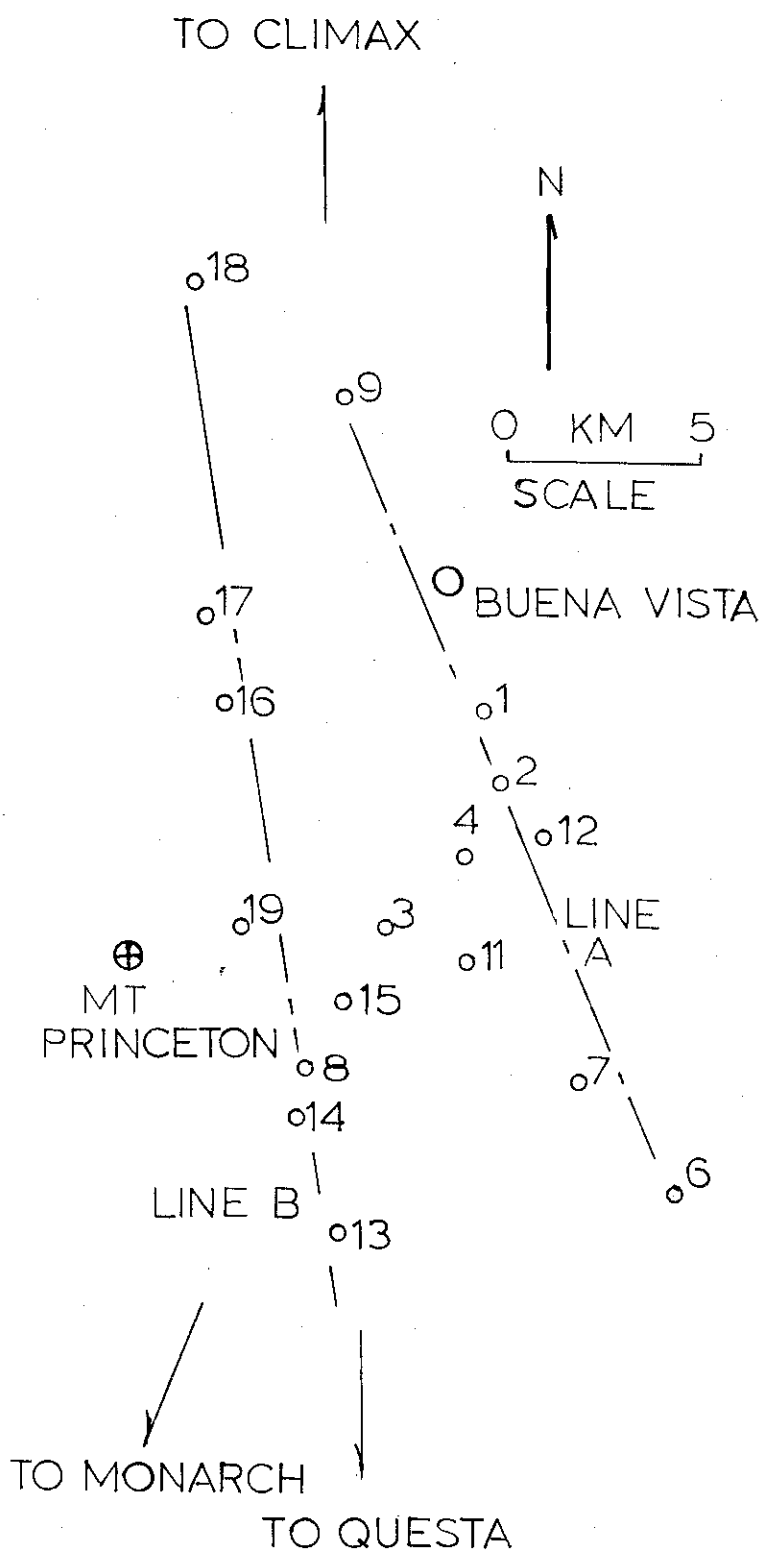 TO CLIMAX
N
18
9
0 KM 5
SCALE
17
BUENA VISTA
16
1
2
4
12
19
3
LINE
A
11
MT
PRINCETON
15
8
7
14
6
LINE B
13
TO MONARCH
TO QUESTA